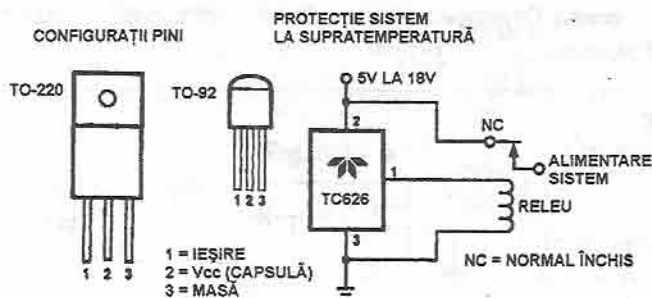 CONFIGURAȚII PINI
TO-220
1 2 3
TO-92
1 2 3
1 = IEȘIRE
2 = Vcc (CAPSULĂ)
3 = MASĂ
PROTECȚIE SISTEM
LA SUPRATEMPERATURĂ
5V LA 18V
2
NC
ALIMENTARE
SISTEM
1
TC626
RELEU
3
NC = NORMAL ÎNCHIS